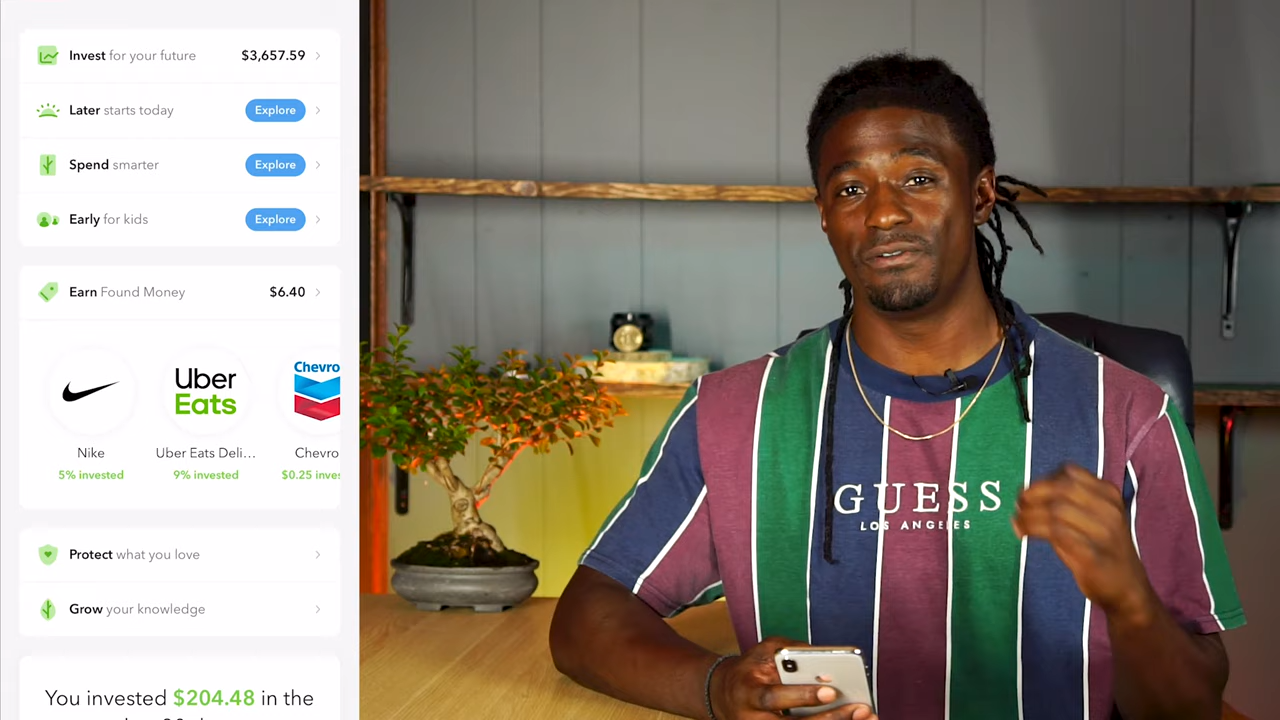 Invest for your future $3,657.59
Later starts today Explore
Spend smarter Explore
Early for kids Explore
Earn Found Money $6.40
Uber
Eats
Chevro
Nike
Uber Eats Deli...
Chevro
5% invested
9% invested
$0.25 inves
Protect what you love
Grow your knowledge
You invested $204.48 in the
GUESS
LOS ANGELES